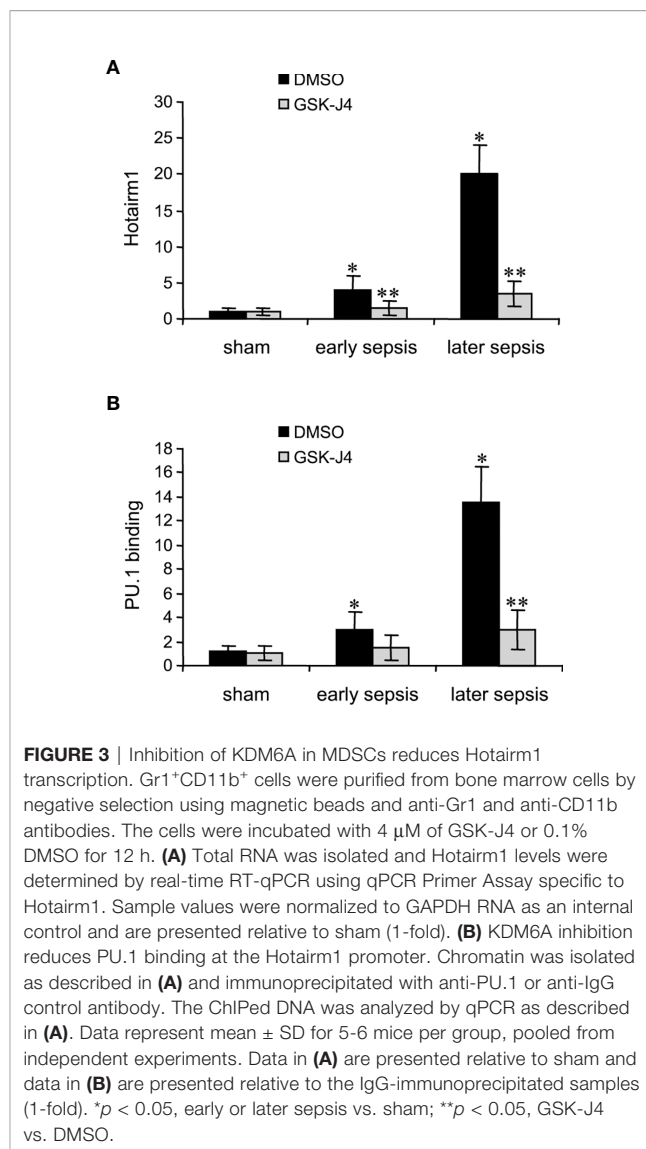 A
DMSO
GSK-J4
30
25
20
15
10
5
0
Hotairm1
*
**
*
**
sham early sepsis later sepsis
B
DMSO
GSK-J4
18
16
14
12
10
8
6
4
2
0
PU.1 binding
*
*
**
sham early sepsis later sepsis
FIGURE 3 | Inhibition of KDM6A in MDSCs reduces Hotairm1
transcription. Gr1⁺CD11b⁺ cells were purified from bone marrow cells by
negative selection using magnetic beads and anti-Gr1 and anti-CD11b
antibodies. The cells were incubated with 4 μM of GSK-J4 or 0.1%
DMSO for 12 h. (A) Total RNA was isolated and Hotairm1 levels were
determined by real-time RT-qPCR using qPCR Primer Assay specific to
Hotairm1. Sample values were normalized to GAPDH RNA as an internal
control and are presented relative to sham (1-fold). (B) KDM6A inhibition
reduces PU.1 binding at the Hotairm1 promoter. Chromatin was isolated
as described in (A) and immunoprecipitated with anti-PU.1 or anti-IgG
control antibody. The ChIPed DNA was analyzed by qPCR as described
in (A). Data represent mean ± SD for 5-6 mice per group, pooled from
independent experiments. Data in (A) are presented relative to sham and
data in (B) are presented relative to the IgG-immunoprecipitated samples
(1-fold). *p < 0.05, early or later sepsis vs. sham; **p < 0.05, GSK-J4
vs. DMSO.